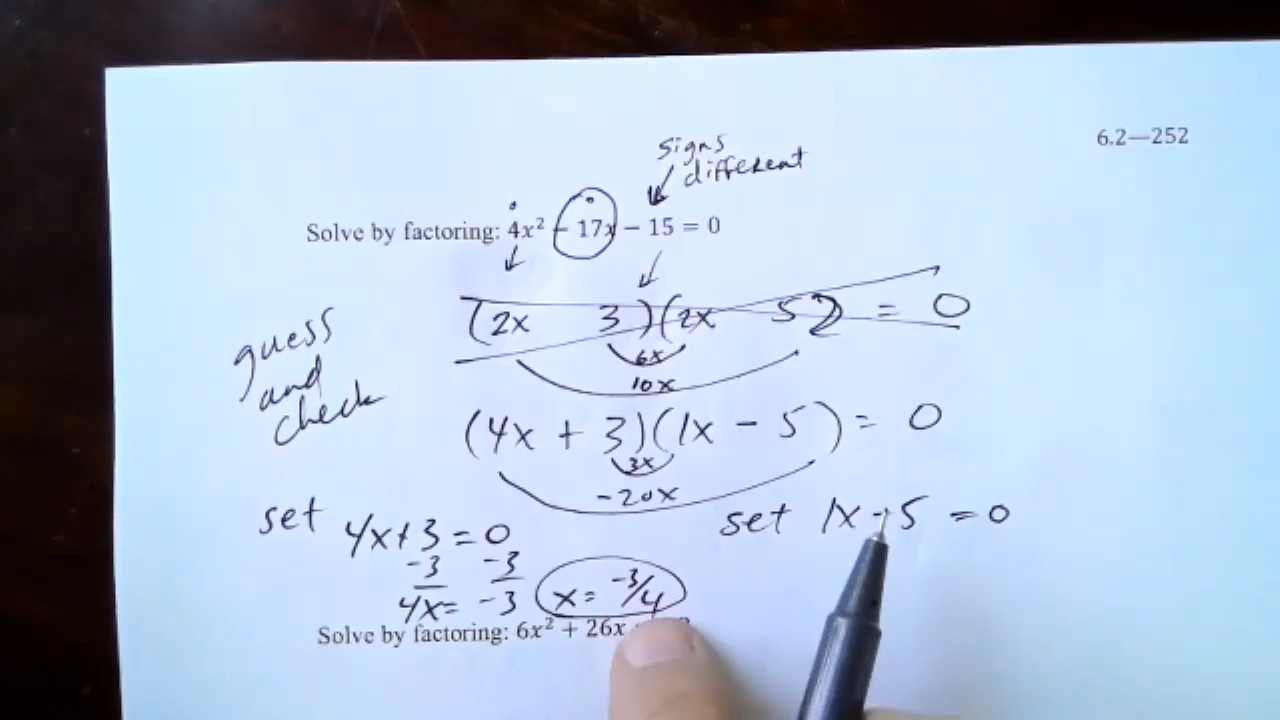 6.2—252
signs
different
Solve by factoring: 4x² − 17x − 15 = 0
(2x 3)(2x 5) = 0
6x
10x
guess
and
check
(4x + 3)(1x − 5) = 0
3x
-20x
set 4x+3=0
-3 -3
4x= -3 x= -3/4
set 1x-5 =0
Solve by factoring: 6x² + 26x